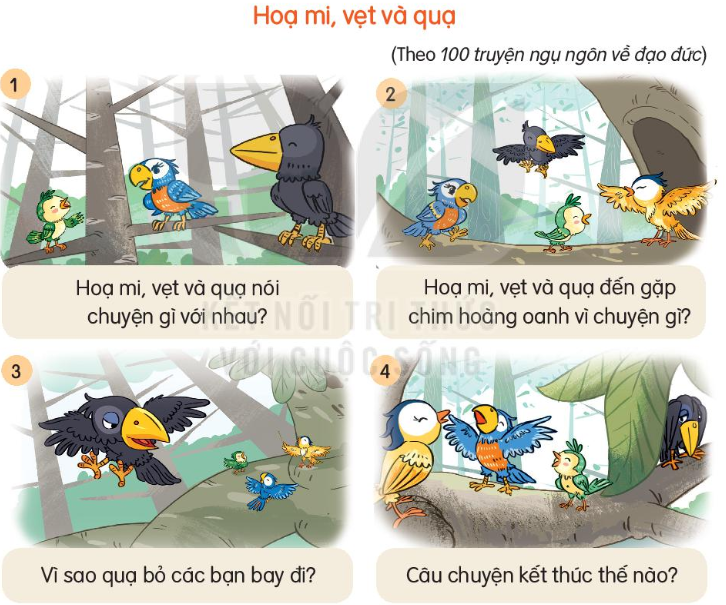 Hoạ mi, vẹt và quạ
(Theo 100 truyện ngụ ngôn về đạo đức)
1
2
Hoạ mi, vẹt và quạ nói
chuyện gì với nhau?
Hoạ mi, vẹt và quạ đến gặp
chim hoàng oanh vì chuyện gì?
KẾT NỐI TRI THỨC
VỚI CUỘC SỐNG
3
4
Vì sao quạ bỏ các bạn bay đi?
Câu chuyện kết thúc thế nào?